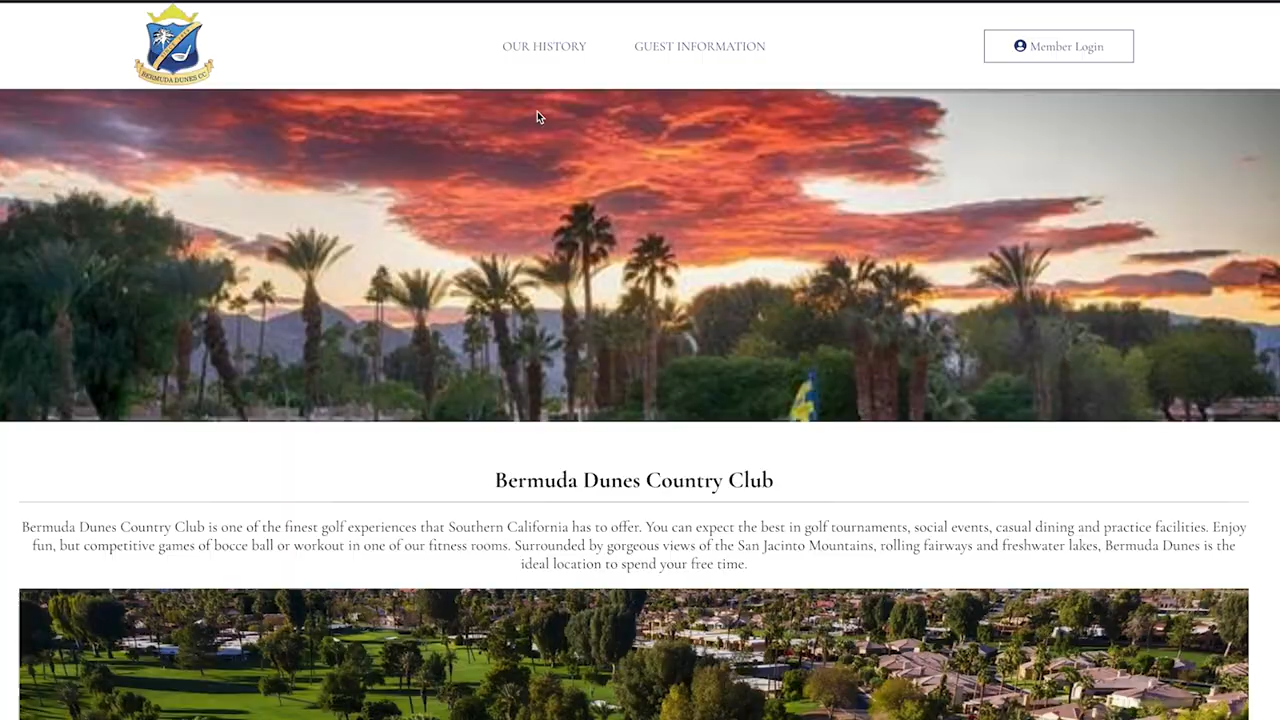 BERMUDA DUNES CC
OUR HISTORY
GUEST INFORMATION
Member Login
Bermuda Dunes Country Club
Bermuda Dunes Country Club is one of the finest golf experiences that Southern California has to offer. You can expect the best in golf tournaments, social events, casual dining and practice facilities. Enjoy
fun, but competitive games of bocce ball or workout in one of our fitness rooms. Surrounded by gorgeous views of the San Jacinto Mountains, rolling fairways and freshwater lakes, Bermuda Dunes is the
ideal location to spend your free time.